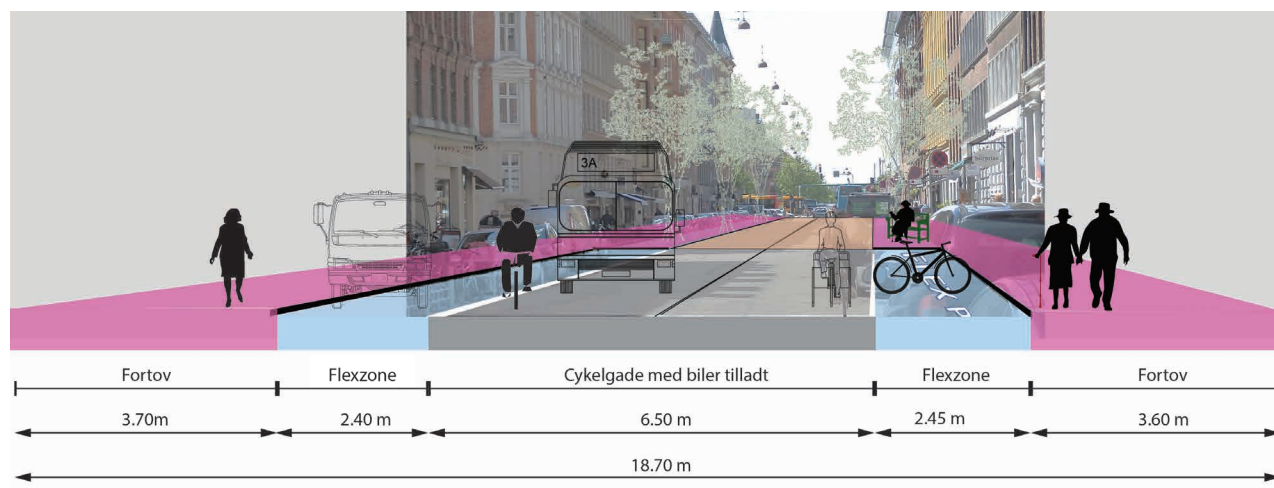 3A
P
Fortov
Flexzone
Cykelgade med biler tilladt
Flexzone
Fortov
3.70m
2.40 m
6.50 m
2.45 m
3.60 m
18.70 m